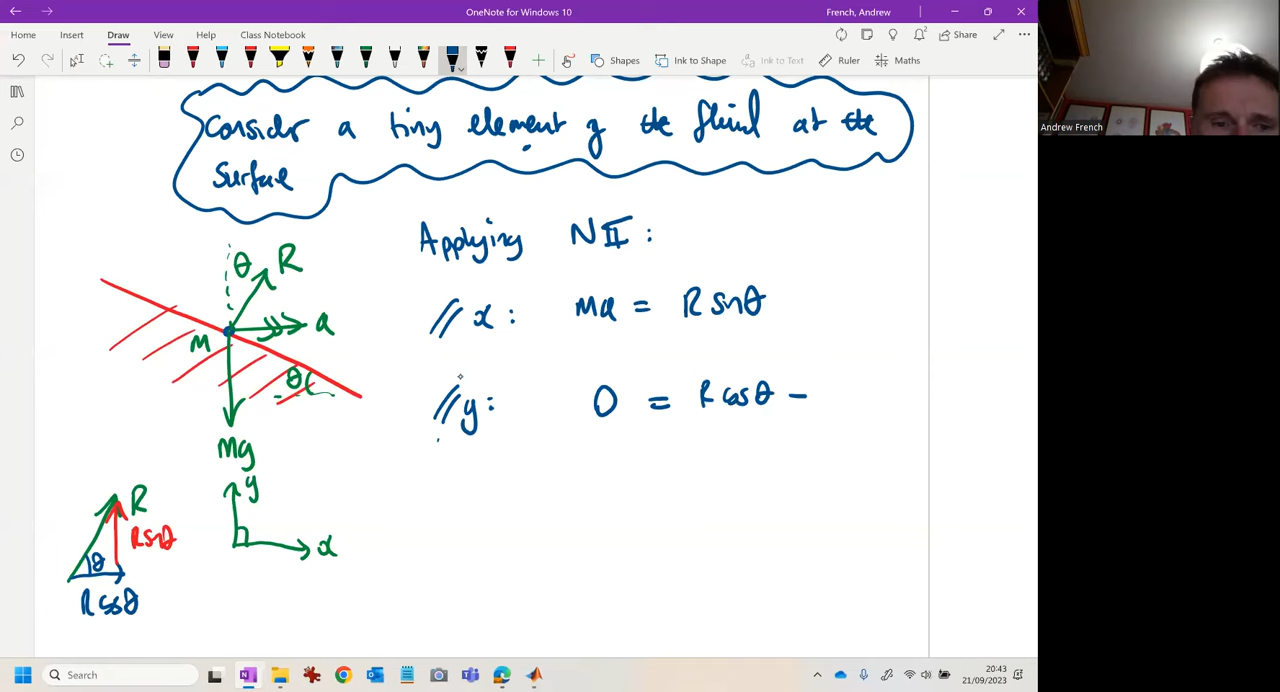 OneNote for Windows 10
French, Andrew
Home Insert Draw View Help Class Notebook
Share
Shapes Ink to Shape Ink to Text Ruler Maths
Consider a tiny element of the fluid at the
Surface
Applying NII:
θ R
//x: Ma = R sinθ
a
M
θ
//y: 0 = R cosθ -
Mg
y
x
R
R sinθ
θ
R cosθ
Andrew French
Search
20:43
21/09/2023